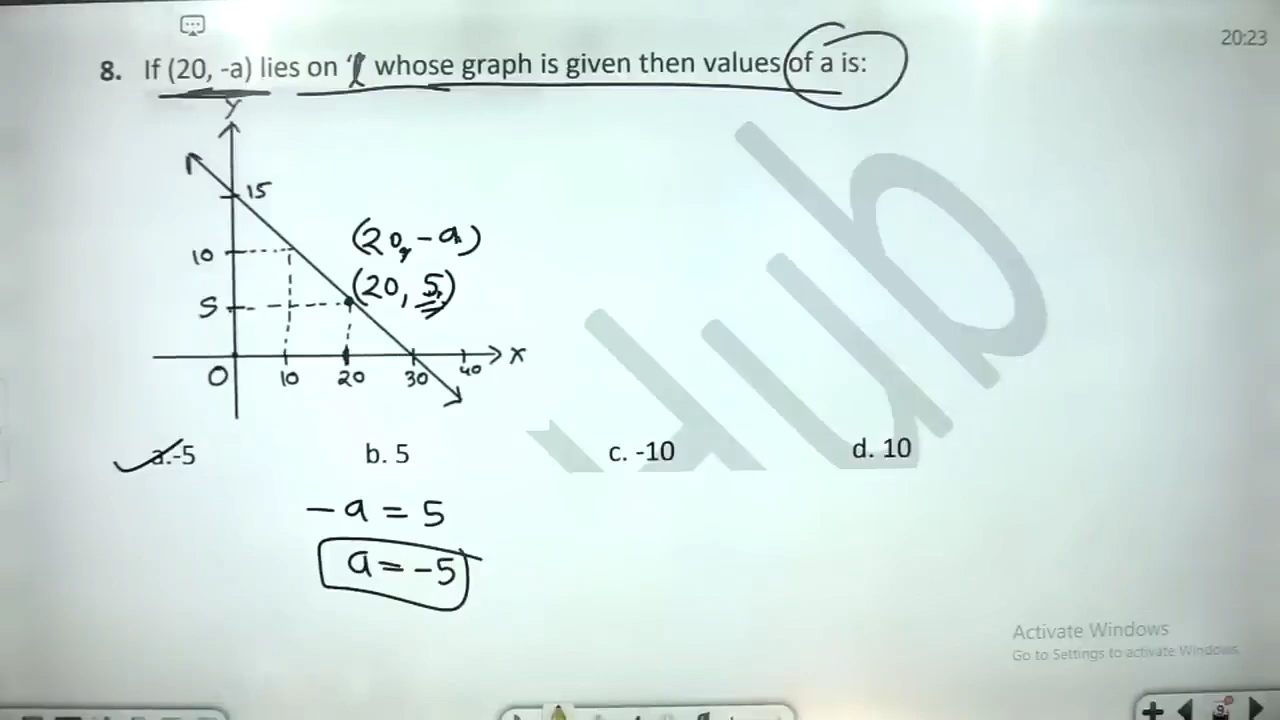 20:23
8. If (20, -a) lies on 'l whose graph is given then values of a is:
Y
15
10
5
(20, -a)
(20, 5)
O 10 20 30 40 X
a. -5 b. 5 c. -10 d. 10
-a = 5
a = -5
Activate Windows
Go to Settings to activate Windows.